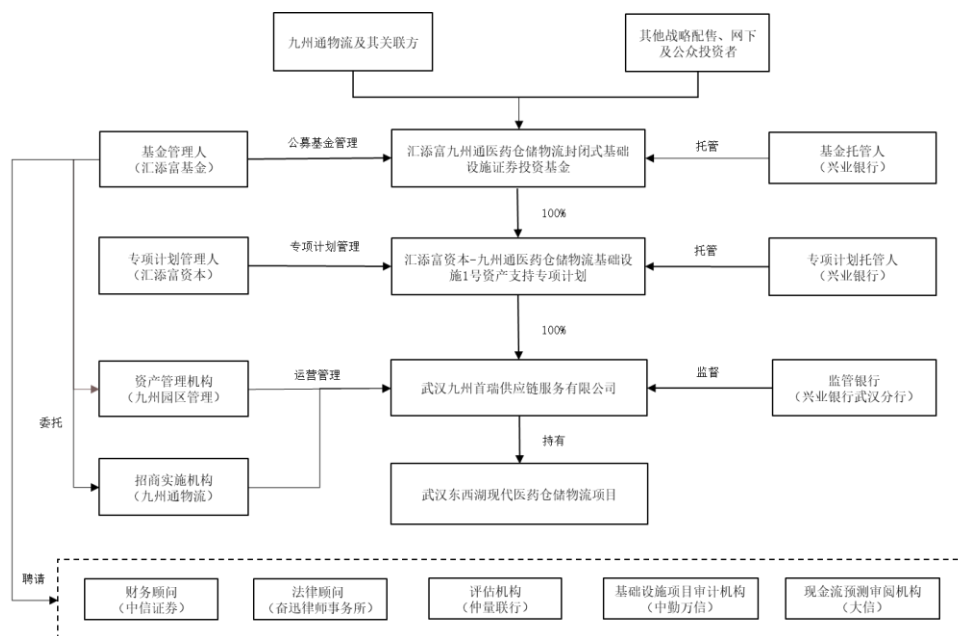 九州通物流及其关联方
其他战略配售、网下
及公众投资者
基金管理人
（汇添富基金）
公募基金管理
汇添富九州通医药仓储物流封闭式基础
设施证券投资基金
托管
基金托管人
（兴业银行）
100%
专项计划管理人
（汇添富资本）
专项计划管理
汇添富资本-九州通医药仓储物流基础设
施1号资产支持专项计划
托管
专项计划托管人
（兴业银行）
100%
资产管理机构
（九州园区管理）
运营管理
武汉九州首瑞供应链服务有限公司
监督
监管银行
（兴业银行武汉分行）
委托
持有
招商实施机构
（九州通物流）
武汉东西湖现代医药仓储物流项目
聘请
财务顾问
（中信证券）
法律顾问
（奋迅律师事务所）
评估机构
（仲量联行）
基础设施项目审计机构
（中勤万信）
现金流预测审阅机构
（大信）